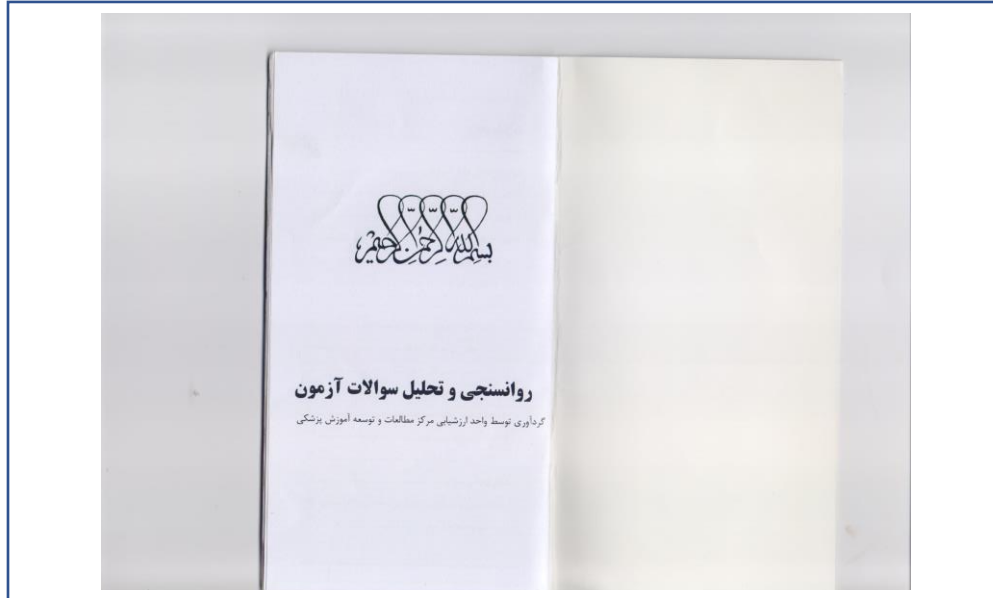 بسم الله الرحمن الرحیم
روانسنجی و تحلیل سوالات آزمون
گردآوری توسط واحد ارزشیابی مرکز مطالعات و توسعه آموزش پزشکی